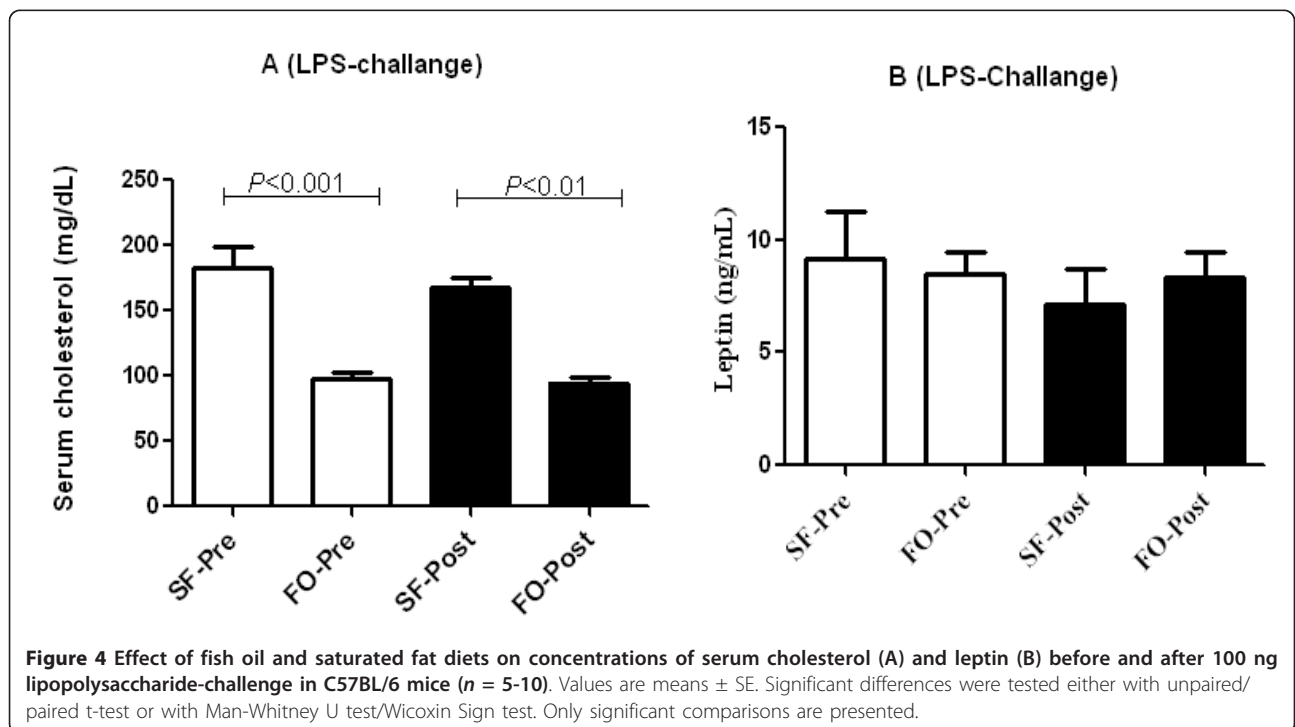 A (LPS-challange)
Serum cholesterol (mg/dL)
250
200
150
100
50
0
P<0.001
P<0.01
SF-Pre
FO-Pre
SF-Post
FO-Post
B (LPS-Challange)
Leptin (ng/mL)
15
10
5
0
SF-Pre
FO-Pre
SF-Post
FO-Post
Figure 4 Effect of fish oil and saturated fat diets on concentrations of serum cholesterol (A) and leptin (B) before and after 100 ng
lipopolysaccharide-challenge in C57BL/6 mice (n = 5-10). Values are means ± SE. Significant differences were tested either with unpaired/
paired t-test or with Man-Whitney U test/Wicoxin Sign test. Only significant comparisons are presented.